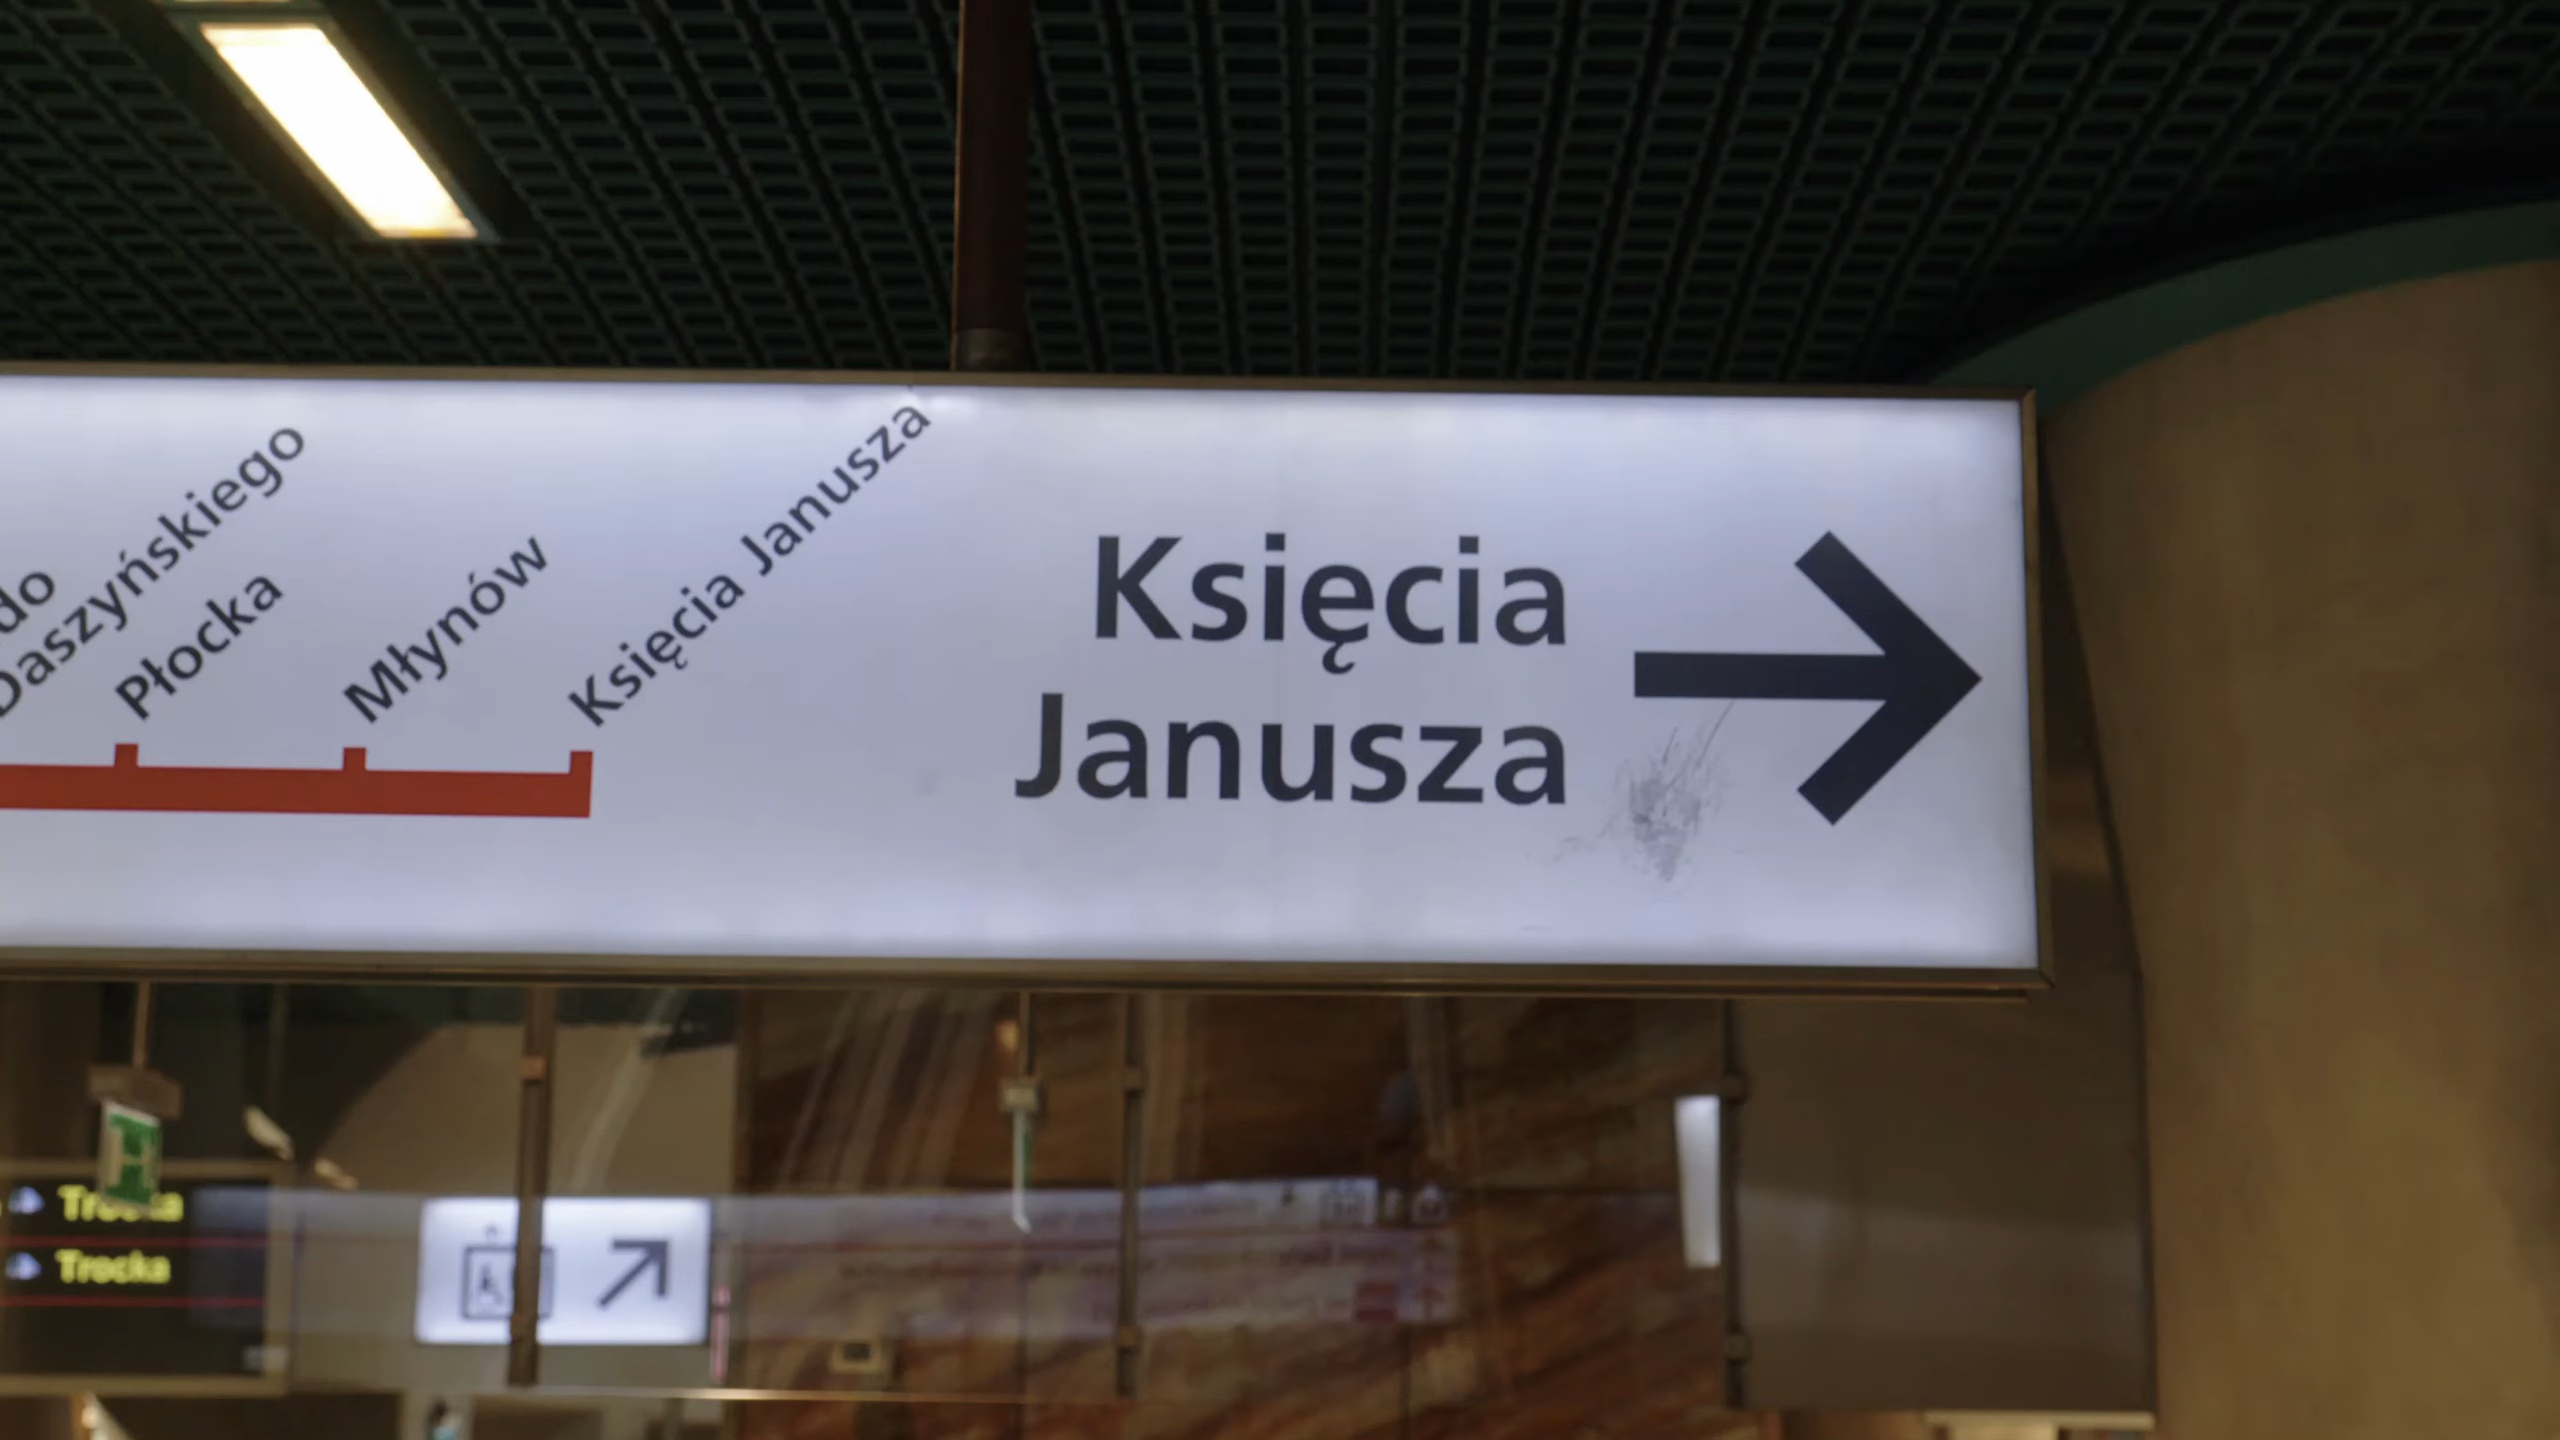 do
Daszyńskiego
Płocka
Młynów
Księcia Janusza
Księcia
Janusza
Trocka
Trocka